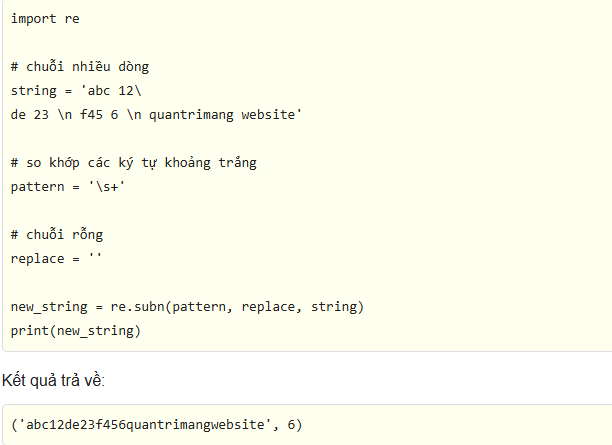 import re
# chuỗi nhiều dòng
string = 'abc 12\
de 23 \n f45 6 \n quantrimang website'
# so khớp các ký tự khoảng trắng
pattern = '\s+'
# chuỗi rỗng
replace = ''
new_string = re.subn(pattern, replace, string)
print(new_string)
Kết quả trả về:
('abc12de23f456quantrimangwebsite', 6)